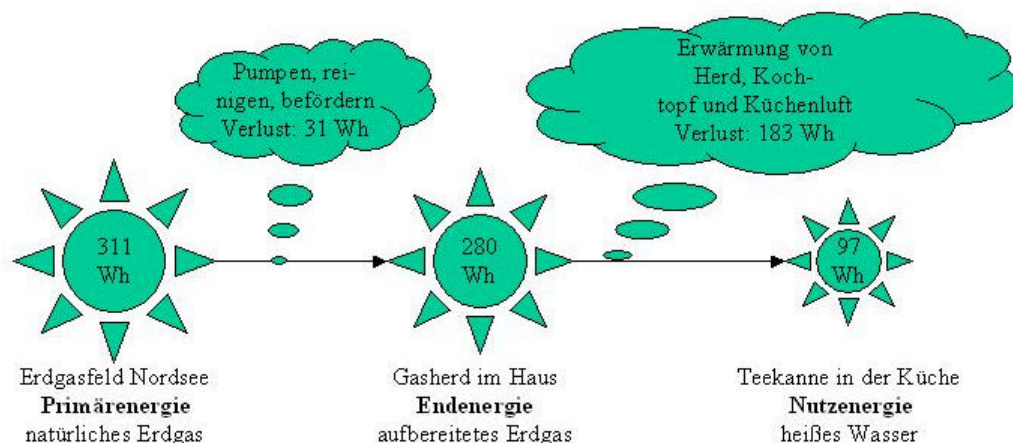 Pumpen, rei-
nigen, befördern
Verlust: 31 Wh
Erwärmung von
Herd, Koch-
topf und Küchenluft
Verlust: 183 Wh
311
Wh
280
Wh
97
Wh
Erdgasfeld Nordsee
Primärenergie
natürliches Erdgas
Gasherd im Haus
Endenergie
aufbereitetes Erdgas
Teekanne in der Küche
Nutzenergie
heißes Wasser